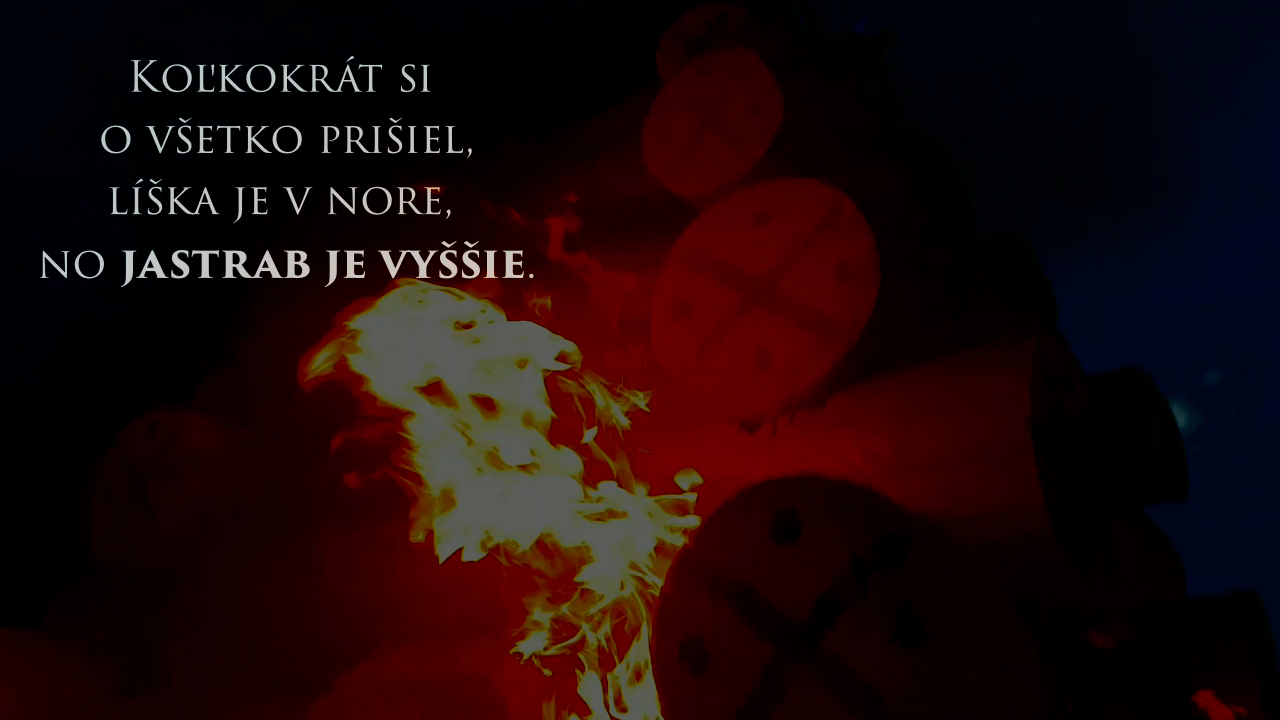 Koľkokrát si
o všetko prišiel,
líška je v nore,
no jastrab je vyššie.